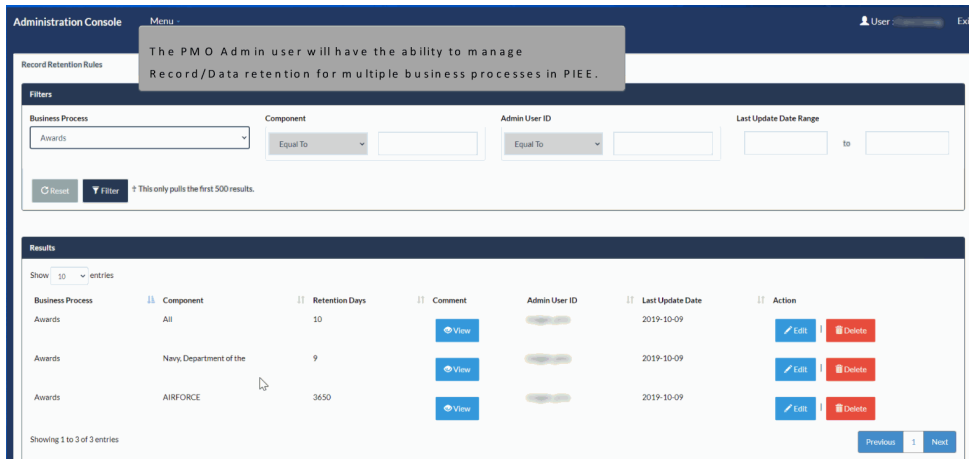 Administration Console Menu User : Exi
The PMO Admin user will have the ability to manage
Record/Data retention for multiple business processes in PIEE.
Record Retention Rules
Filters
Business Process Component Admin User ID Last Update Date Range
Awards Equal To Equal To to
Reset Filter † This only pulls the first 500 results.
Results
Show 10 entries
Business Process Component Retention Days Comment Admin User ID Last Update Date Action
Awards All 10 View 2019-10-09 Edit | Delete
Awards Navy, Department of the 9 View 2019-10-09 Edit | Delete
Awards AIRFORCE 3650 View 2019-10-09 Edit | Delete
Showing 1 to 3 of 3 entries Previous 1 Next